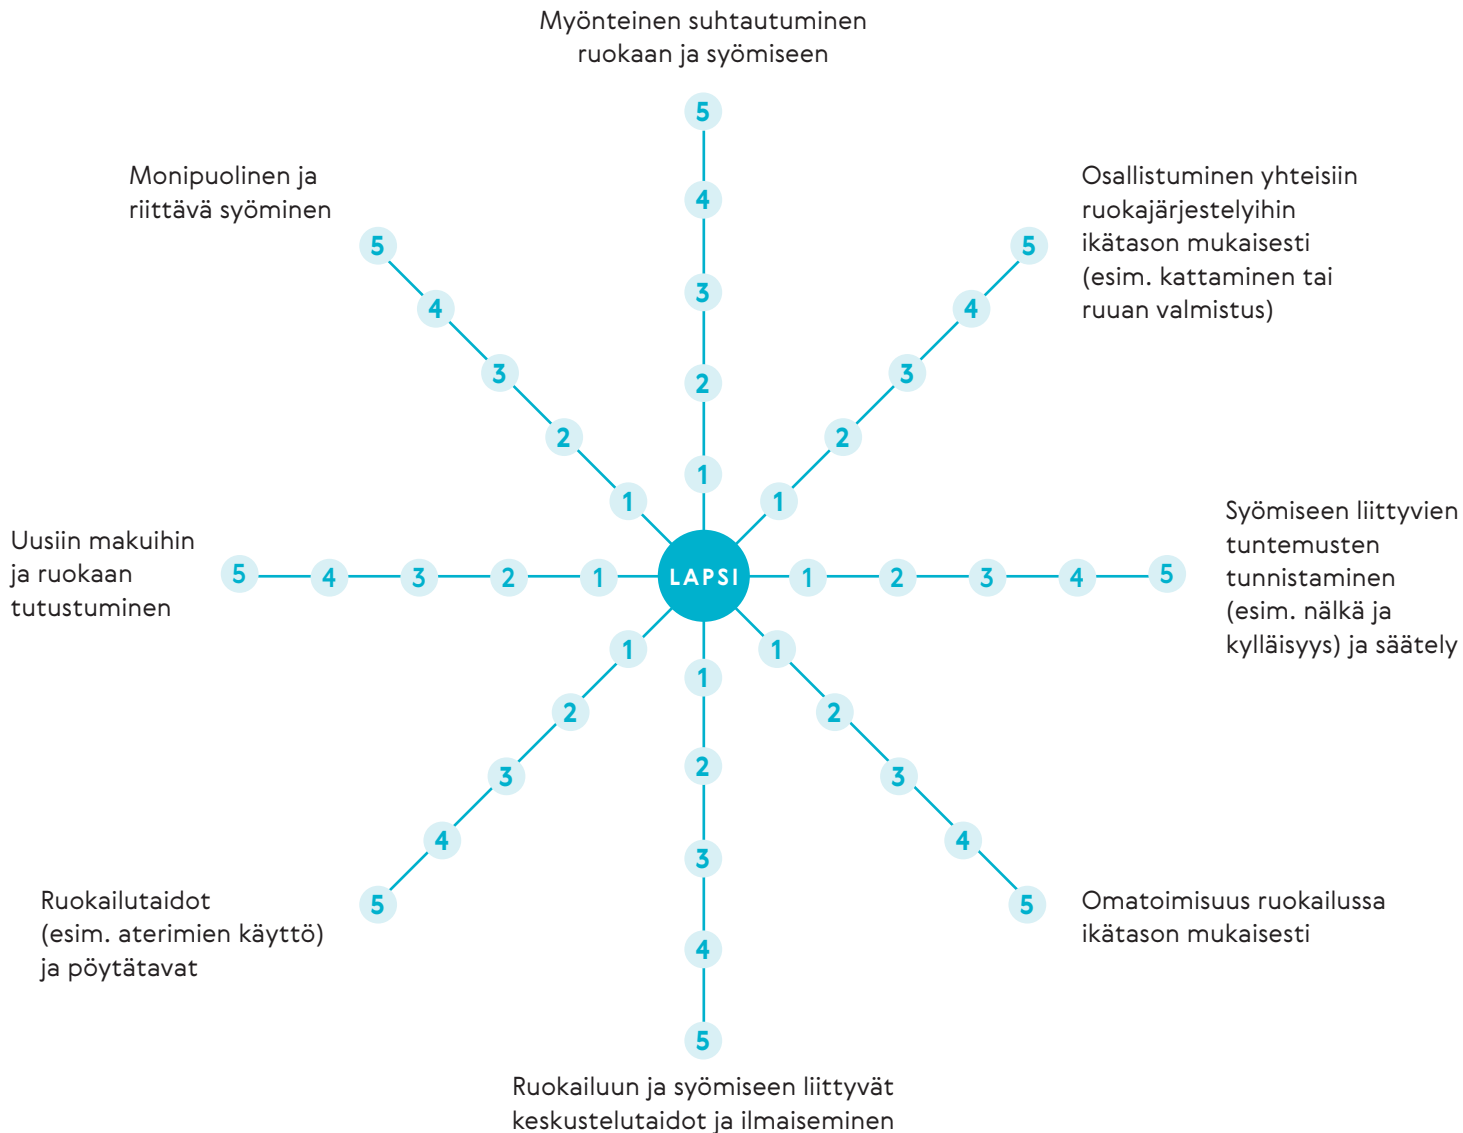 Myönteinen suhtautuminen
ruokaan ja syömiseen
5
4
3
2
1
Osallistuminen yhteisiin
ruokajärjestelyihin
ikätason mukaisesti
(esim. kattaminen tai
ruuan valmistus)
5
4
3
2
1
Syömiseen liittyvien
tuntemusten
tunnistaminen
(esim. nälkä ja
kylläisyys) ja säätely
1 2 3 4 5
Omatoimisuus ruokailussa
ikätason mukaisesti
1
2
3
4
5
1
2
3
4
5
Ruokailuun ja syömiseen liittyvät
keskustelutaidot ja ilmaiseminen
Ruokailutaidot
(esim. aterimien käyttö)
ja pöytätavat
1
2
3
4
5
Uusiin makuihin
ja ruokaan
tutustuminen
5 4 3 2 1
Monipuolinen ja
riittävä syöminen
5
4
3
2
1
LAPSI